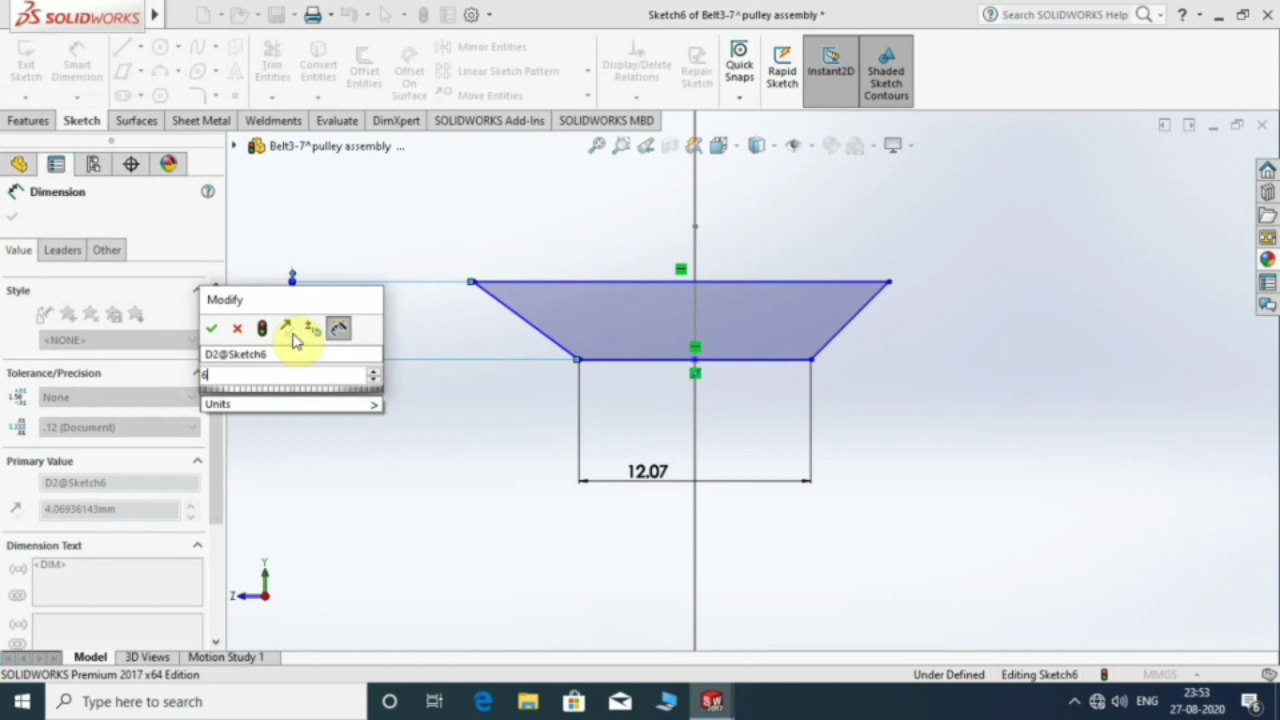 SOLIDWORKS
Sketch6 of Belt3-7^pulley assembly *
Search SOLIDWORKS Help
?
Exit Sketch
Smart Dimension
Trim Entities
Convert Entities
Offset Entities
Offset On Surface
Mirror Entities
Linear Sketch Pattern
Move Entities
Display/Delete Relations
Repair Sketch
Quick Snaps
Rapid Sketch
Instant2D
Shaded Sketch Contours
Features
Sketch
Surfaces
Sheet Metal
Weldments
Evaluate
DimXpert
SOLIDWORKS Add-Ins
SOLIDWORKS MBD
Belt3-7^pulley assembly ...
Dimension
Value
Leaders
Other
Style
<NONE>
Tolerance/Precision
None
.12 (Document)
Primary Value
D2@Sketch6
4.06936143mm
Dimension Text
<DIM>
Modify
D2@Sketch6
6
Units
>
12.07
Y
Z
Model
3D Views
Motion Study 1
SOLIDWORKS Premium 2017 x64 Edition
Under Defined
Editing Sketch6
MMGS
Type here to search
ENG
23:53
27-08-2020
6